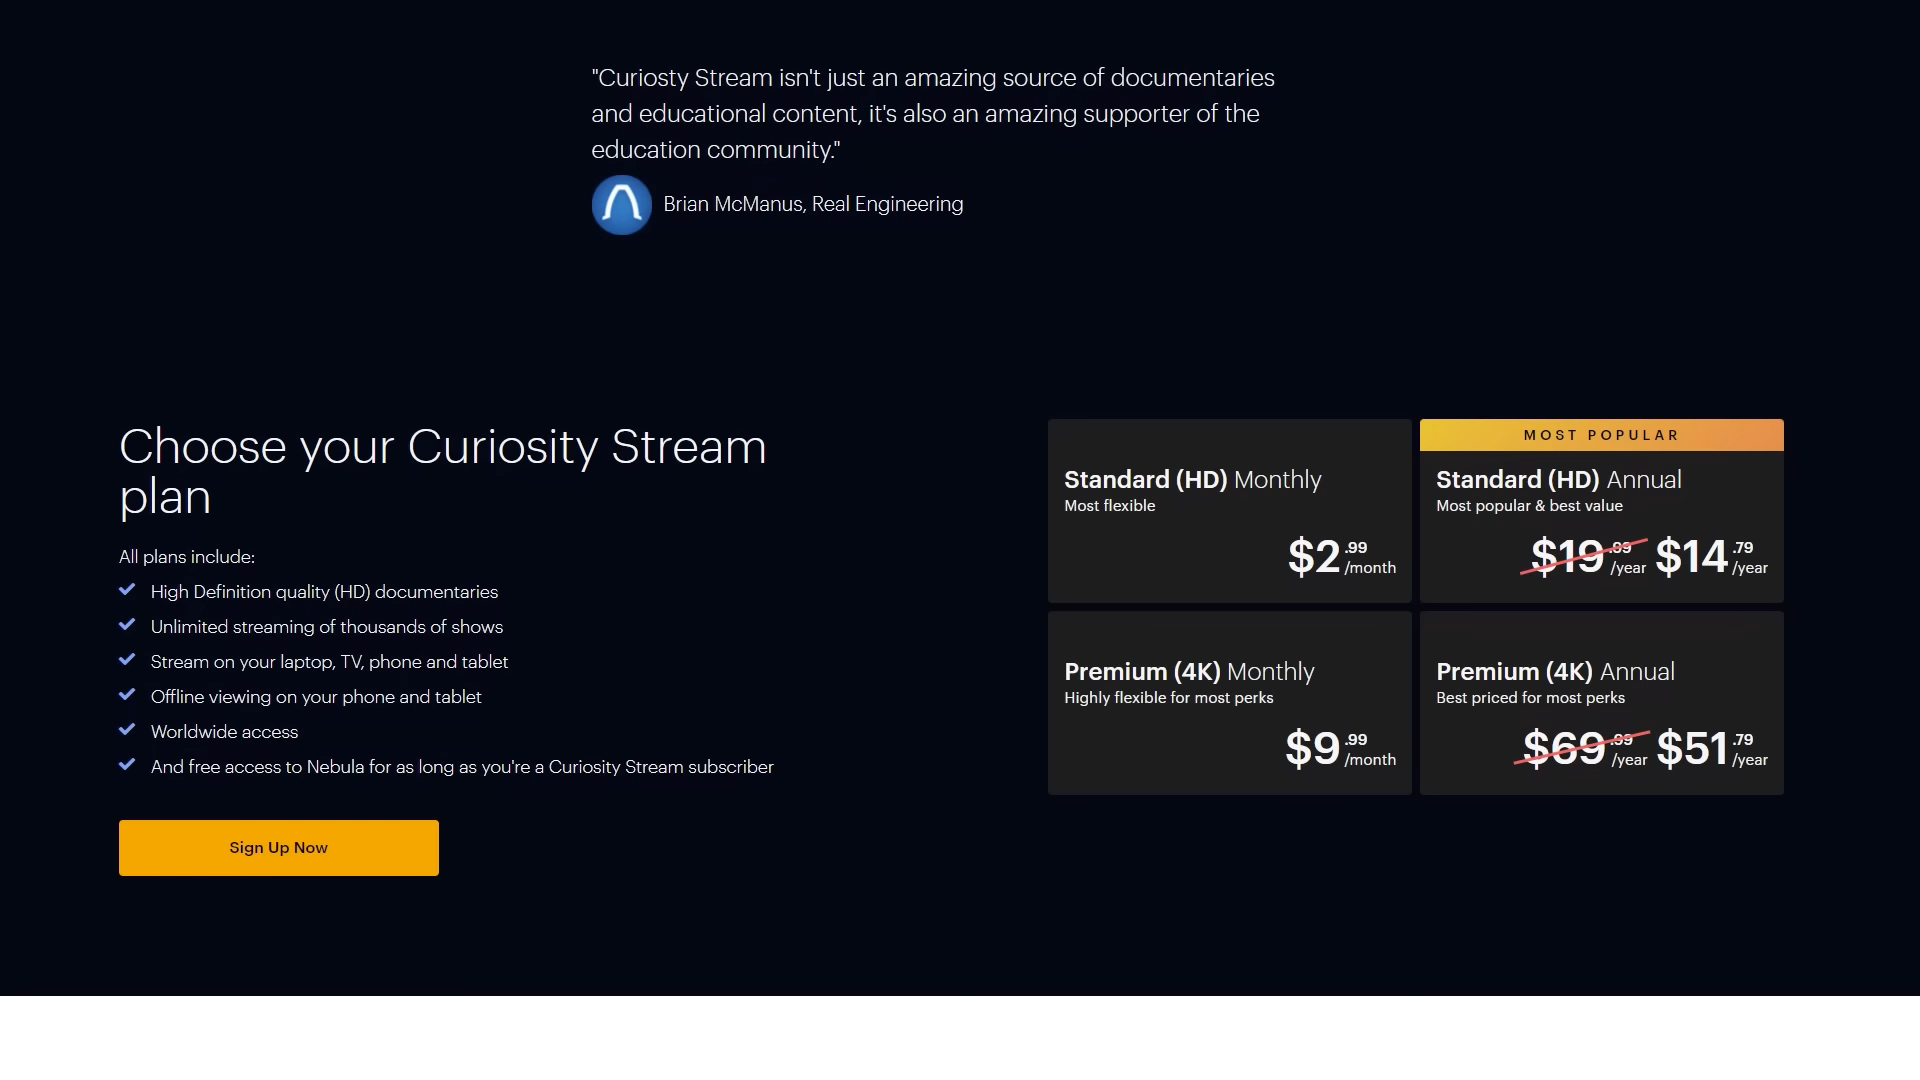 "Curiosty Stream isn't just an amazing source of documentaries
and educational content, it's also an amazing supporter of the
education community."
Brian McManus, Real Engineering
Choose your Curiosity Stream
plan
All plans include:
High Definition quality (HD) documentaries
Unlimited streaming of thousands of shows
Stream on your laptop, TV, phone and tablet
Offline viewing on your phone and tablet
Worldwide access
And free access to Nebula for as long as you're a Curiosity Stream subscriber
Sign Up Now
Standard (HD) Monthly
Most flexible
$2.99/month
MOST POPULAR
Standard (HD) Annual
Most popular & best value
$19.99/year $14.79/year
Premium (4K) Monthly
Highly flexible for most perks
$9.99/month
Premium (4K) Annual
Best priced for most perks
$69.99/year $51.79/year